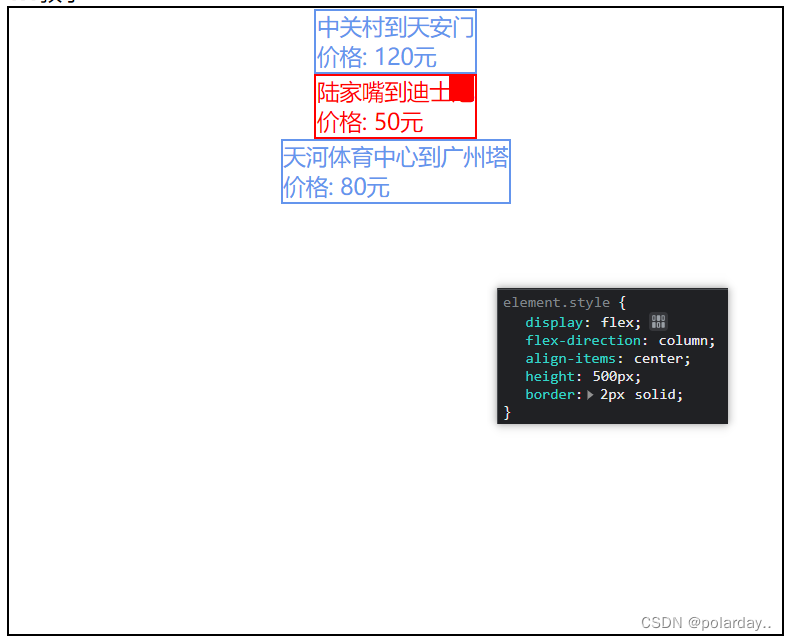 中关村到天安门
价格: 120元
陆家嘴到迪士
价格: 50元
天河体育中心到广州塔
价格: 80元
element.style {
display: flex;
flex-direction: column;
align-items: center;
height: 500px;
border: 2px solid;
}
CSDN @polarday..